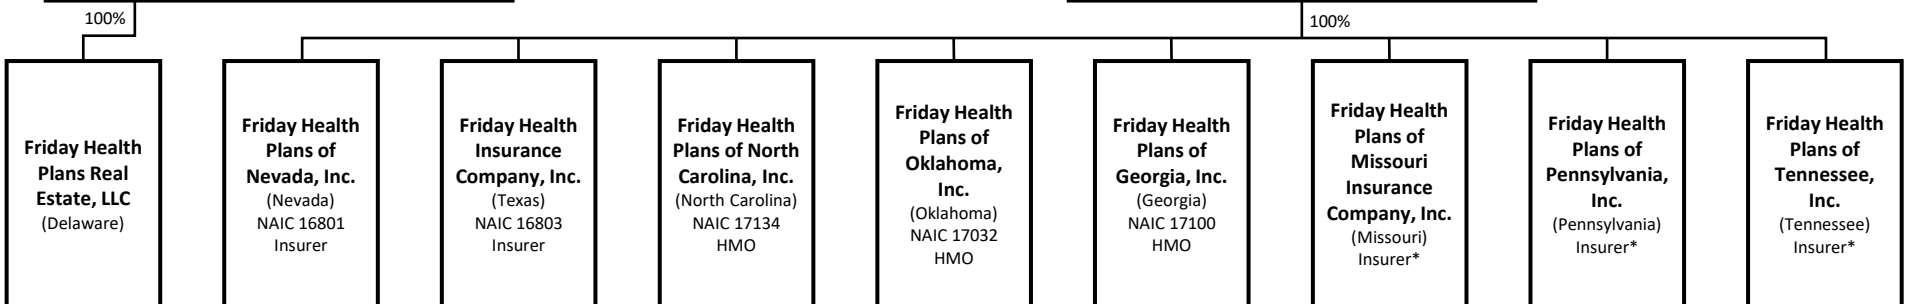 100%
100%
Friday Health
Plans Real
Estate, LLC
(Delaware)
Friday Health
Plans of
Nevada, Inc.
(Nevada)
NAIC 16801
Insurer
Friday Health
Insurance
Company, Inc.
(Texas)
NAIC 16803
Insurer
Friday Health
Plans of North
Carolina, Inc.
(North Carolina)
NAIC 17134
HMO
Friday Health
Plans of
Oklahoma,
Inc.
(Oklahoma)
NAIC 17032
HMO
Friday Health
Plans of
Georgia, Inc.
(Georgia)
NAIC 17100
HMO
Friday Health
Plans of
Missouri
Insurance
Company, Inc.
(Missouri)
Insurer*
Friday Health
Plans of
Pennsylvania,
Inc.
(Pennsylvania)
Insurer*
Friday Health
Plans of
Tennessee,
Inc.
(Tennessee)
Insurer*